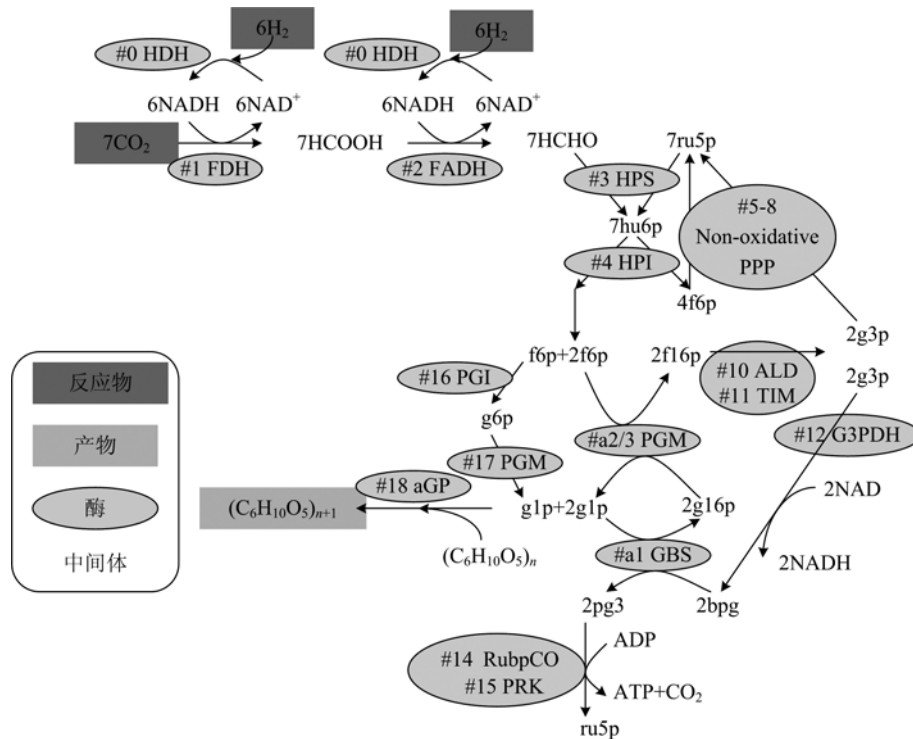 6H₂
6H₂
#0 HDH
#0 HDH
6NADH 6NAD⁺
6NADH 6NAD⁺
7CO₂
7HCOOH
7HCHO
7ru5p
#1 FDH
#2 FADH
#3 HPS
#5-8
Non-oxidative
PPP
7hu6p
#4 HPI
4f6p
2g3p
f6p+2f6p
2f16p
反应物
#16 PGI
#10 ALD
#11 TIM
2g3p
g6p
产物
#a2/3 PGM
#12 G3PDH
#17 PGM
#18 aGP
2NAD
酶
(C₆H₁₀O₅)ₙ₊₁
g1p+2g1p
2g16p
中间体
(C₆H₁₀O₅)ₙ
#a1 GBS
2NADH
2pg3
2bpg
ADP
#14 RubpCO
#15 PRK
ATP+CO₂
ru5p